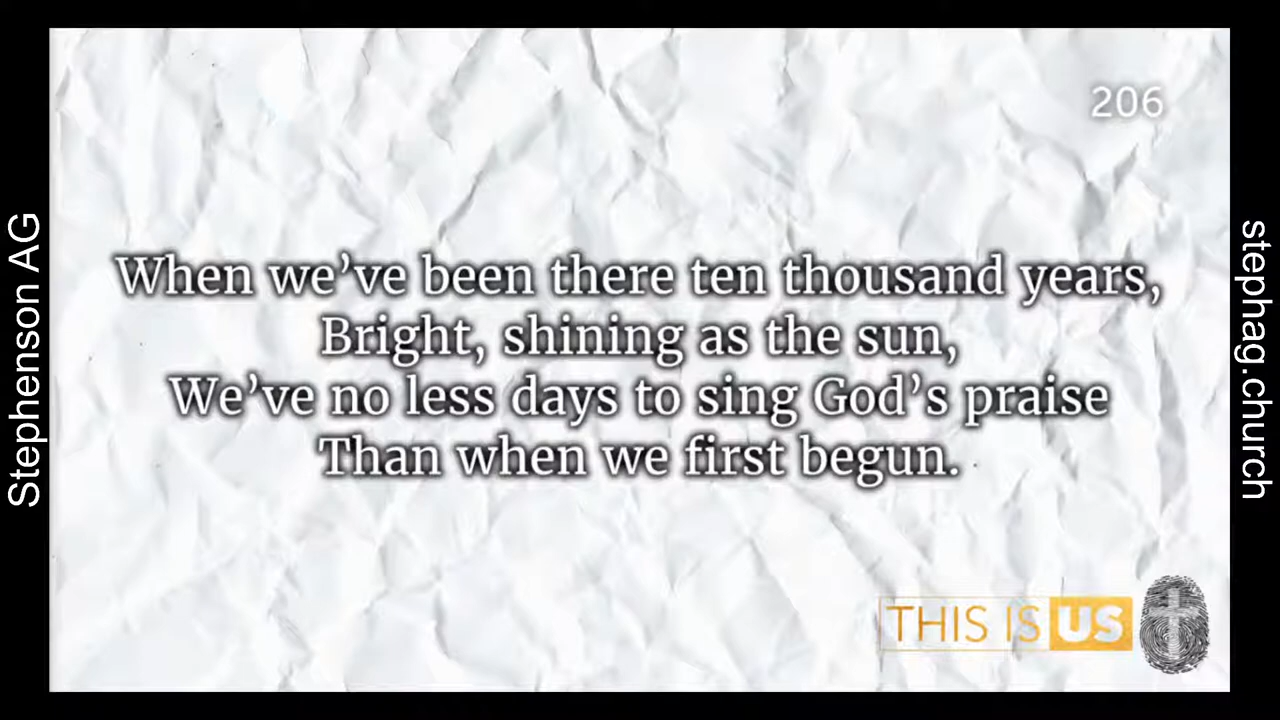 206
When we’ve been there ten thousand years,
Bright, shining as the sun,
We’ve no less days to sing God’s praise
Than when we first begun.
THIS IS US
Stephenson AG
stephag.church